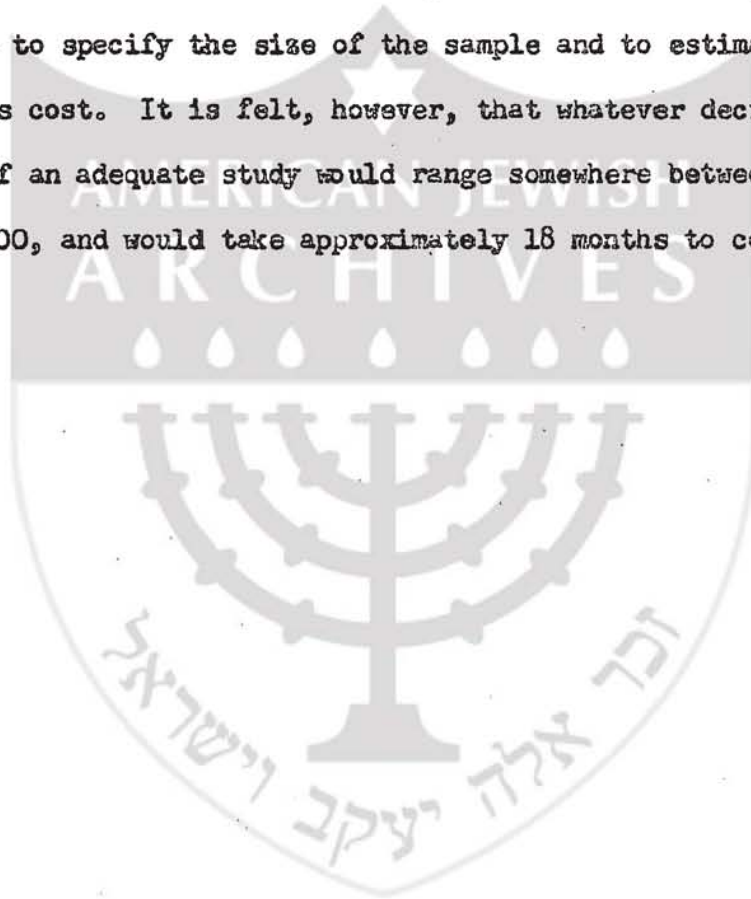 to specify the size of the sample and to estim
s cost. It is felt, however, that whatever dec
f an adequate study would range somewhere betwee
00, and would take approximately 18 months to c
AMERICAN JEWISH
ARCHIVES
זכר אלה יעקב וישראל